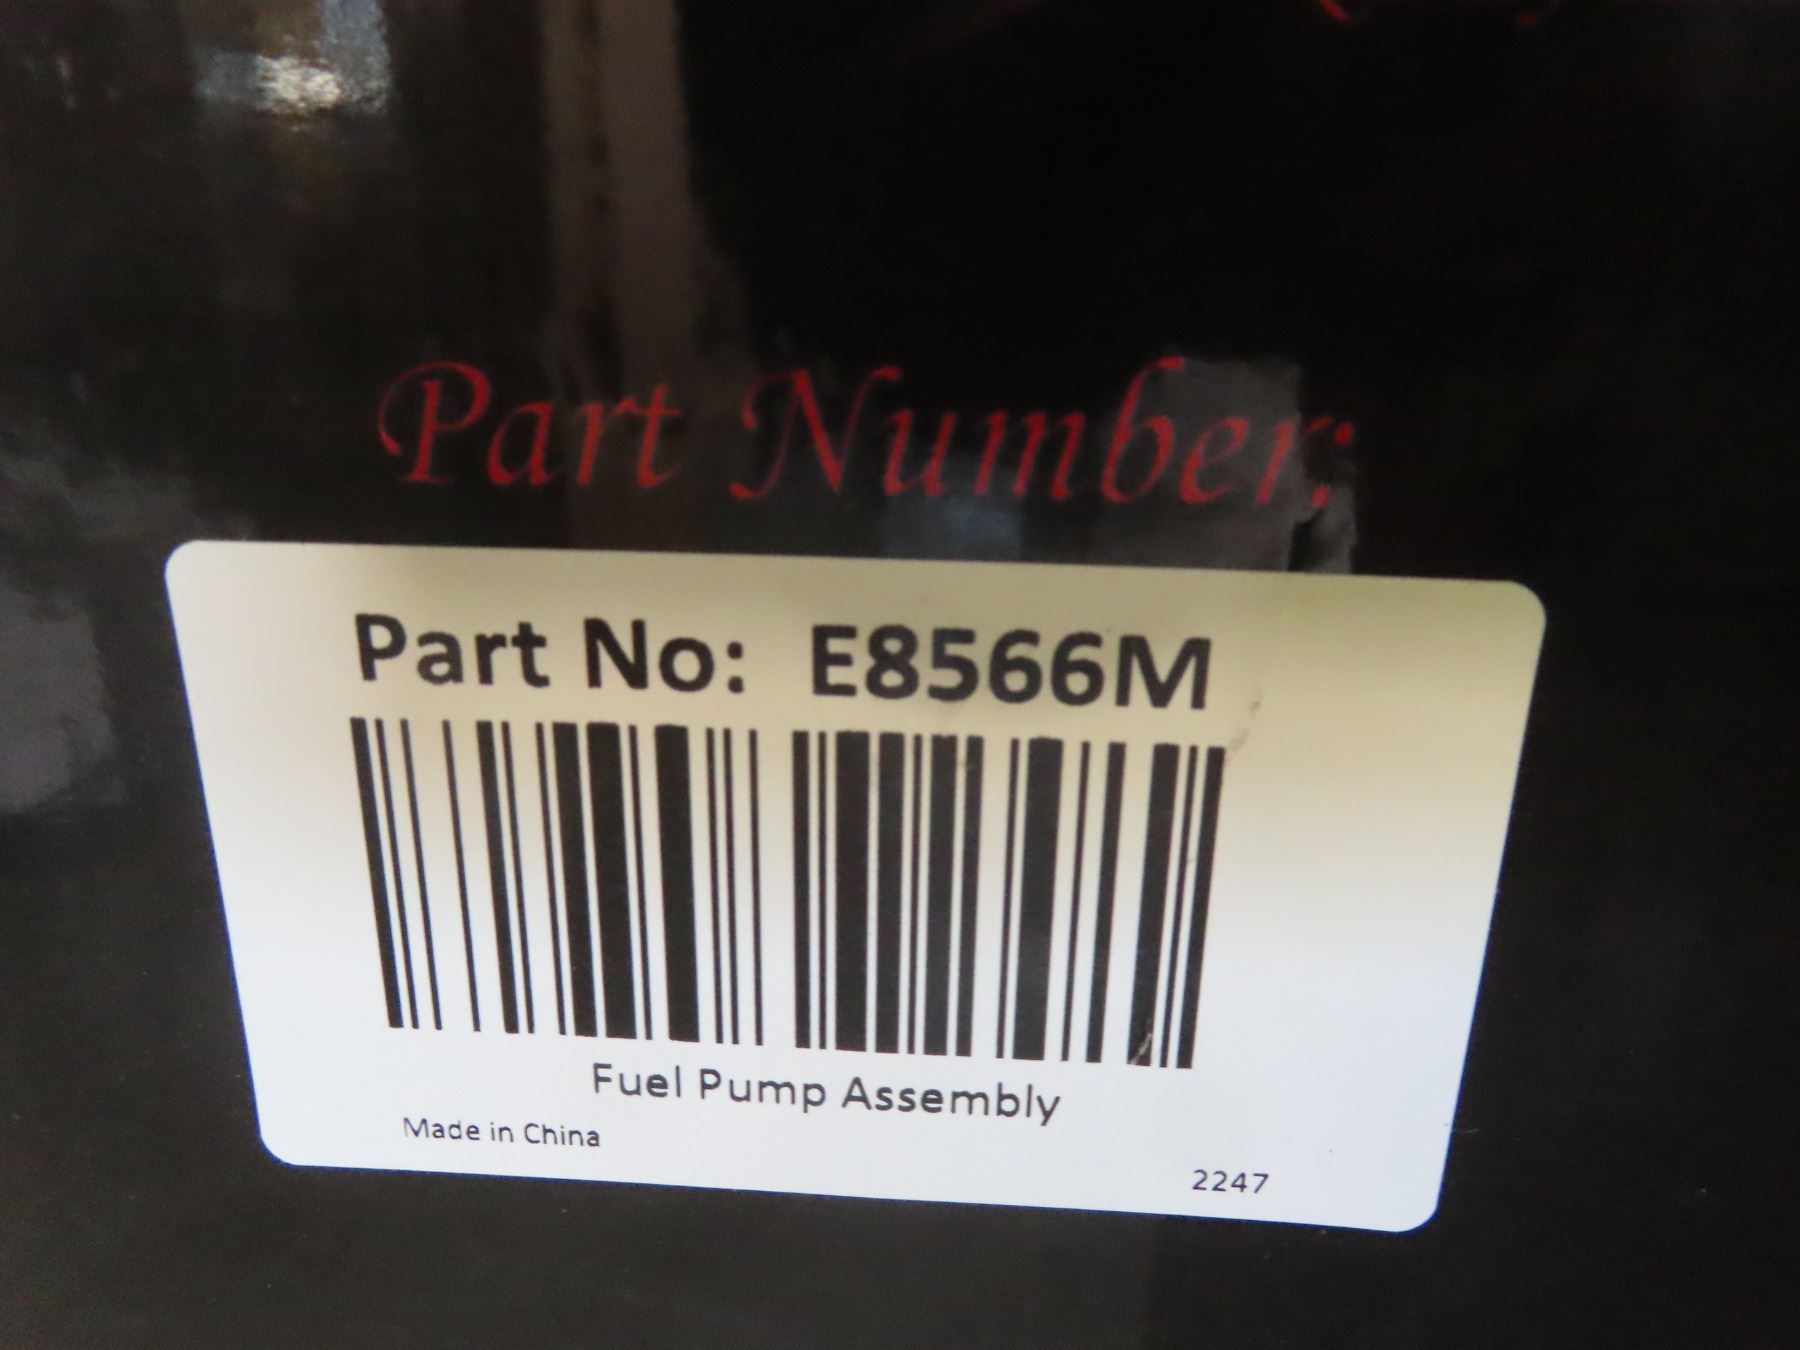 Part Number:
Part No: E8566M
Fuel Pump Assembly
Made in China
2247